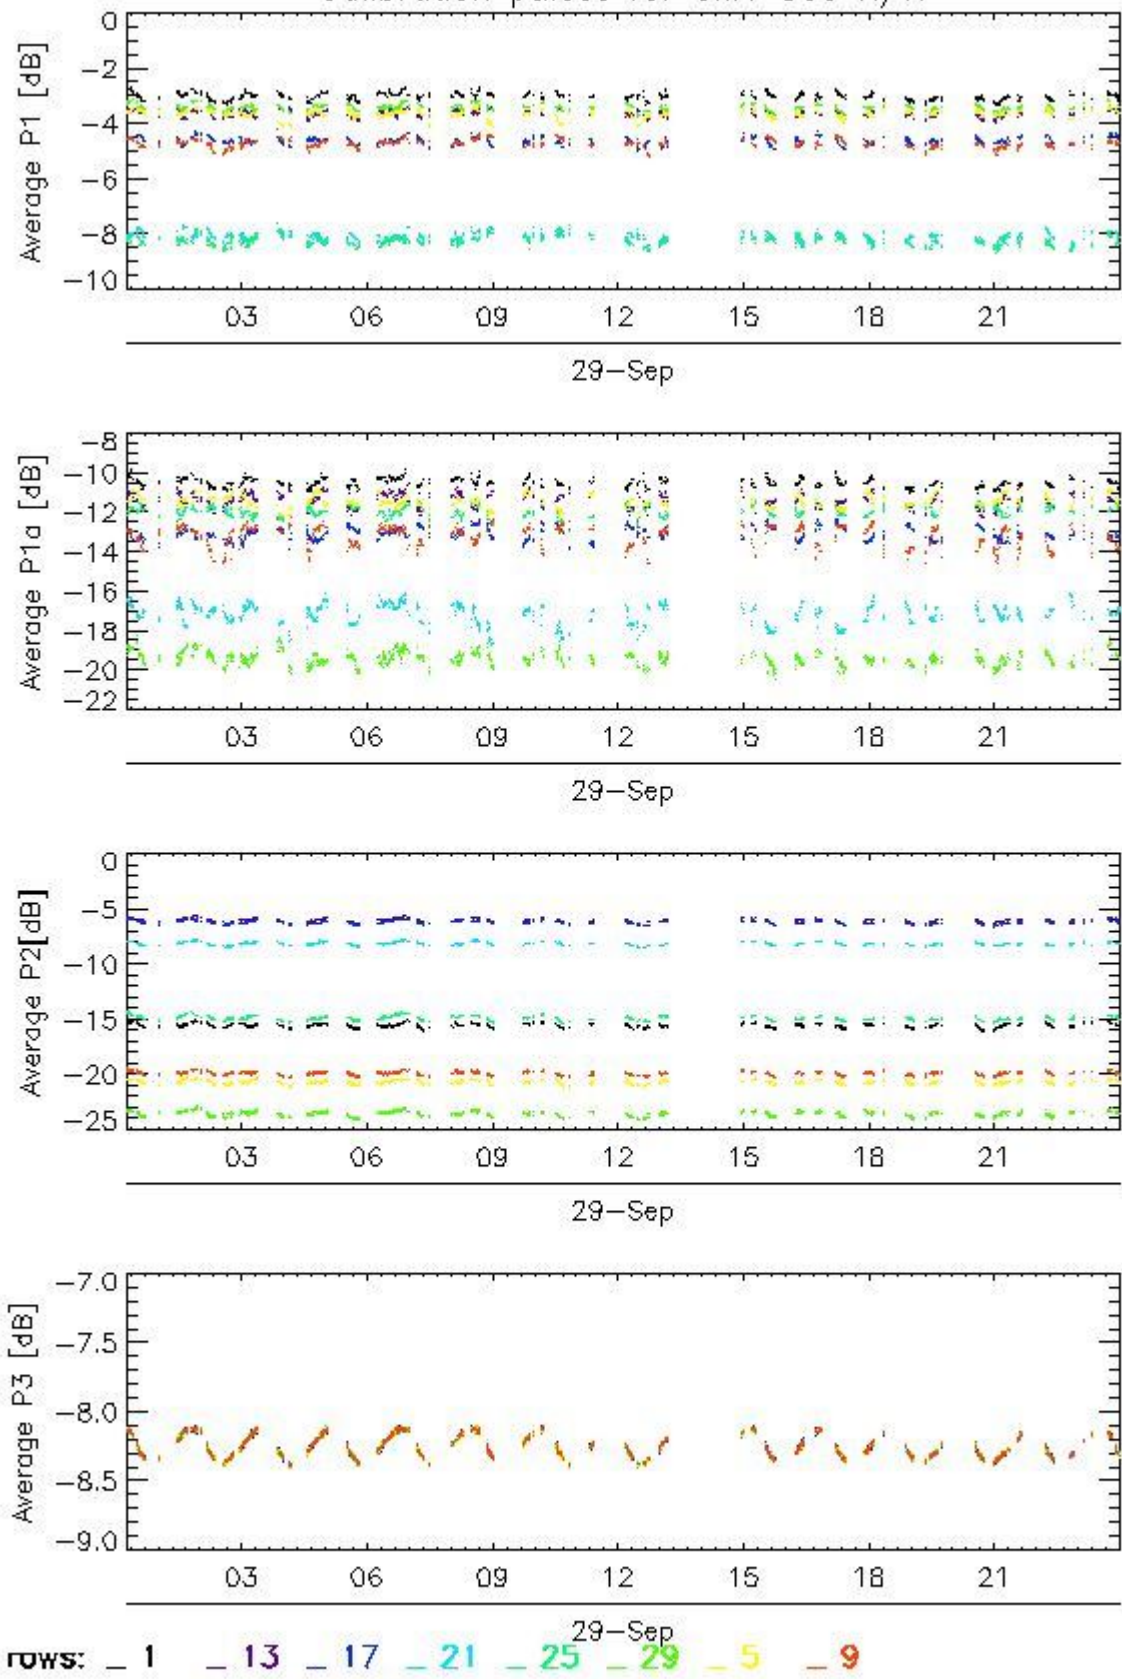 0
-2
-4
-6
-8
-10
Average P1 [dB]
03 06 09 12 15 18 21
29-Sep
-8
-10
-12
-14
-16
-18
-20
-22
Average P1a [dB]
03 06 09 12 15 18 21
29-Sep
0
-5
-10
-15
-20
-25
Average P2[dB]
03 06 09 12 15 18 21
29-Sep
-7.0
-7.5
-8.0
-8.5
-9.0
Average P3 [dB]
03 06 09 12 15 18 21
29-Sep
rows: _ 1 _ 13 _ 17 _ 21 _ 25 _ 29 _ 5 _ 9